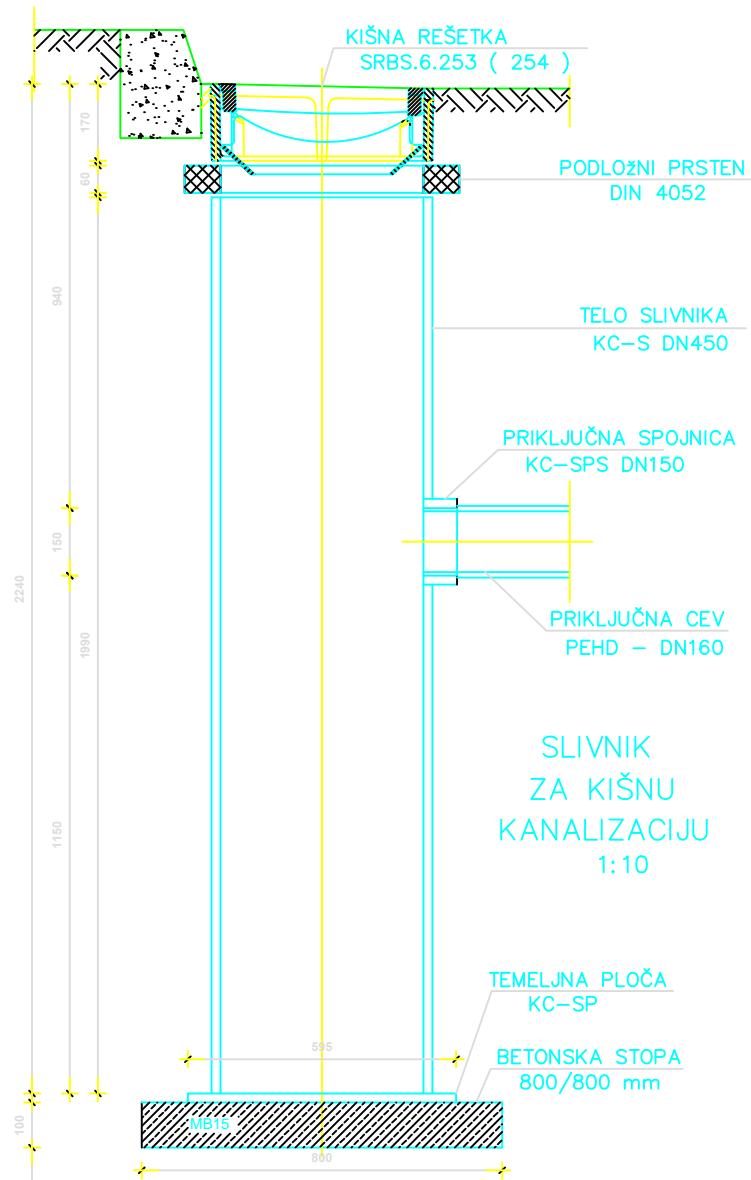 KIŠNA REŠETKA
SRBS.6.253 ( 254 )
170
60
PODLOŽNI PRSTEN
DIN 4052
940
TELO SLIVNIKA
KC-S DN450
PRIKLJUČNA SPOJNICA
KC-SPS DN150
150
2240
1990
PRIKLJUČNA CEV
PEHD - DN160
SLIVNIK
ZA KIŠNU
KANALIZACIJU
1:10
1150
TEMELJNA PLOČA
KC-SP
595
BETONSKA STOPA
800/800 mm
100
MB15
800